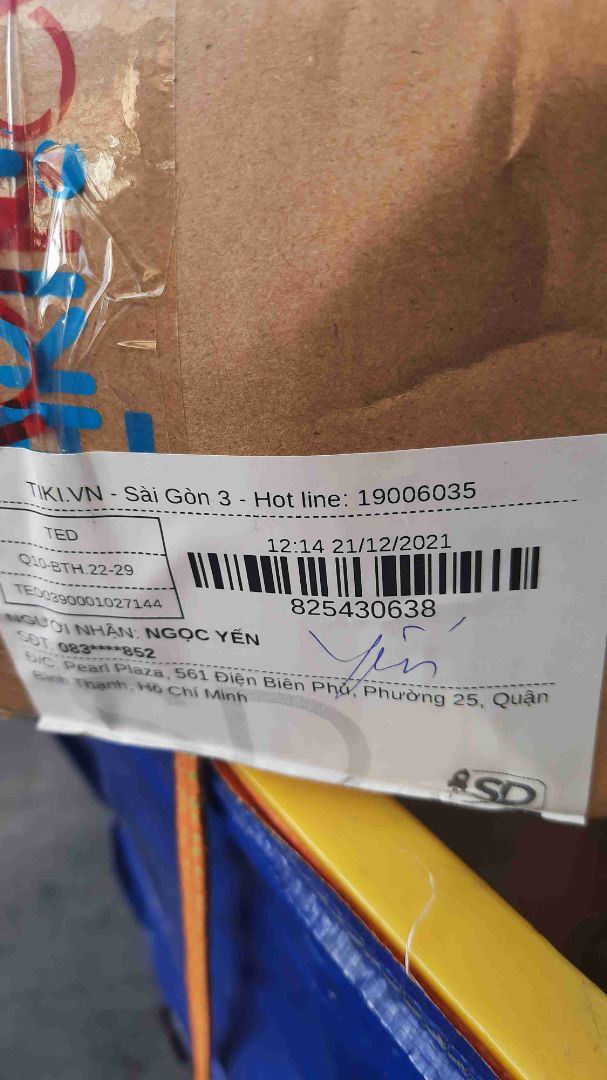 TIKI.VN - Sài Gòn 3 - Hot line: 19006035
TED
Q10-BTH.22-29
TE00390001027144
12:14 21/12/2021
825430638
NGƯỜI NHẬN: NGỌC YẾN
SĐT: 083****852
Đ/C: Pearl Plaza, 561 Điện Biên Phủ, Phường 25, Quận
Bình Thạnh, Hồ Chí Minh
Yến
SD